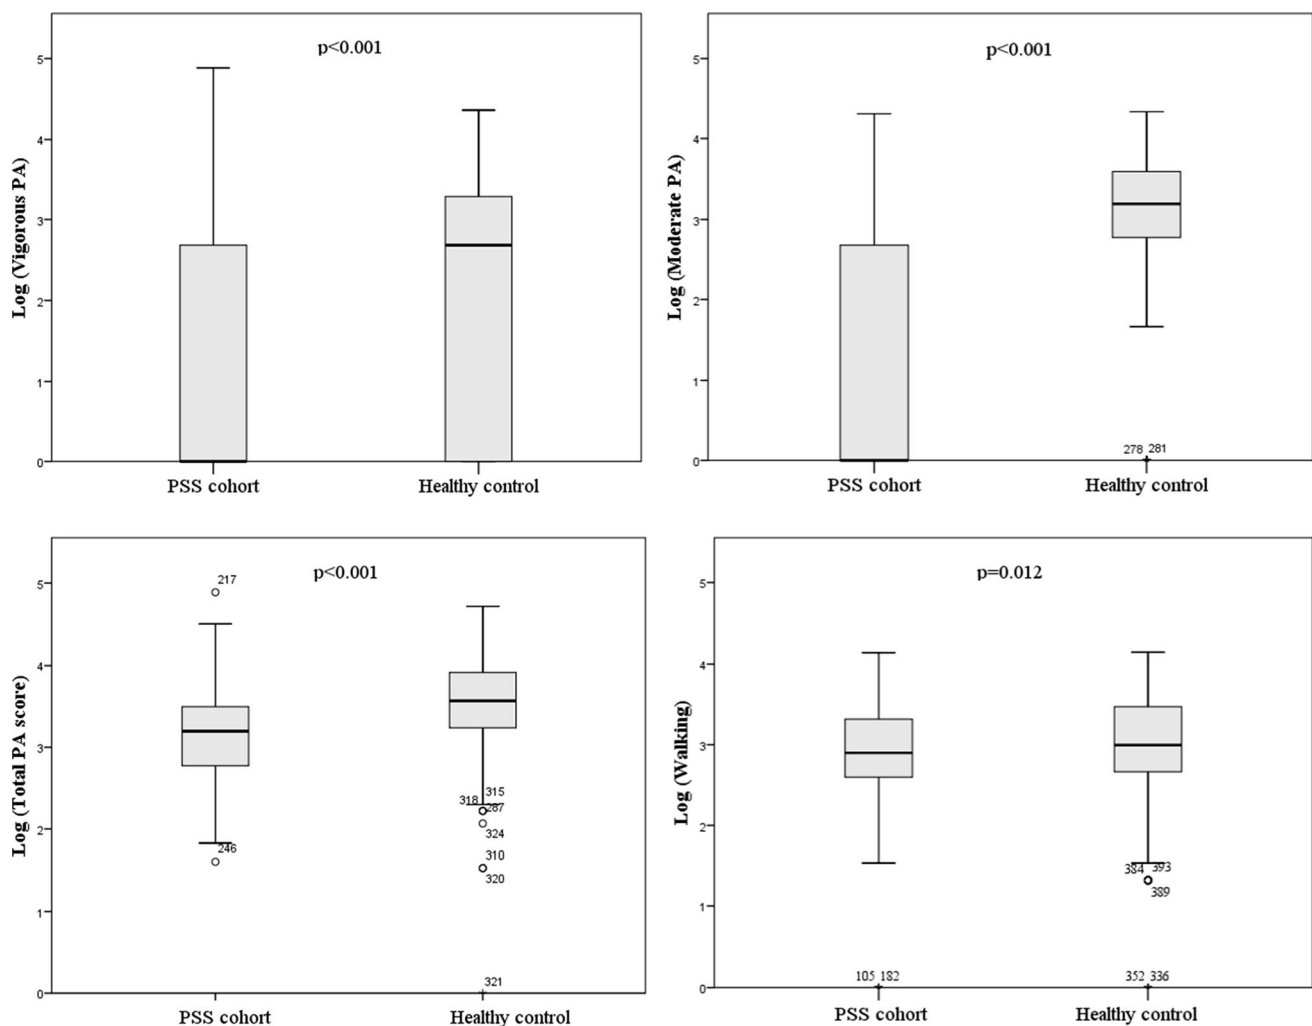 p<0.001
Log (Vigorous PA)
5
4
3
2
1
0
PSS cohort
Healthy control
p<0.001
Log (Moderate PA)
5
4
3
2
1
0
278 281
PSS cohort
Healthy control
p<0.001
Log (Total PA score)
5
4
3
2
1
0
217
246
315
318 287
324
310
320
321
PSS cohort
Healthy control
p=0.012
Log (Walking)
5
4
3
2
1
0
384 393
389
105 182
352 336
PSS cohort
Healthy control